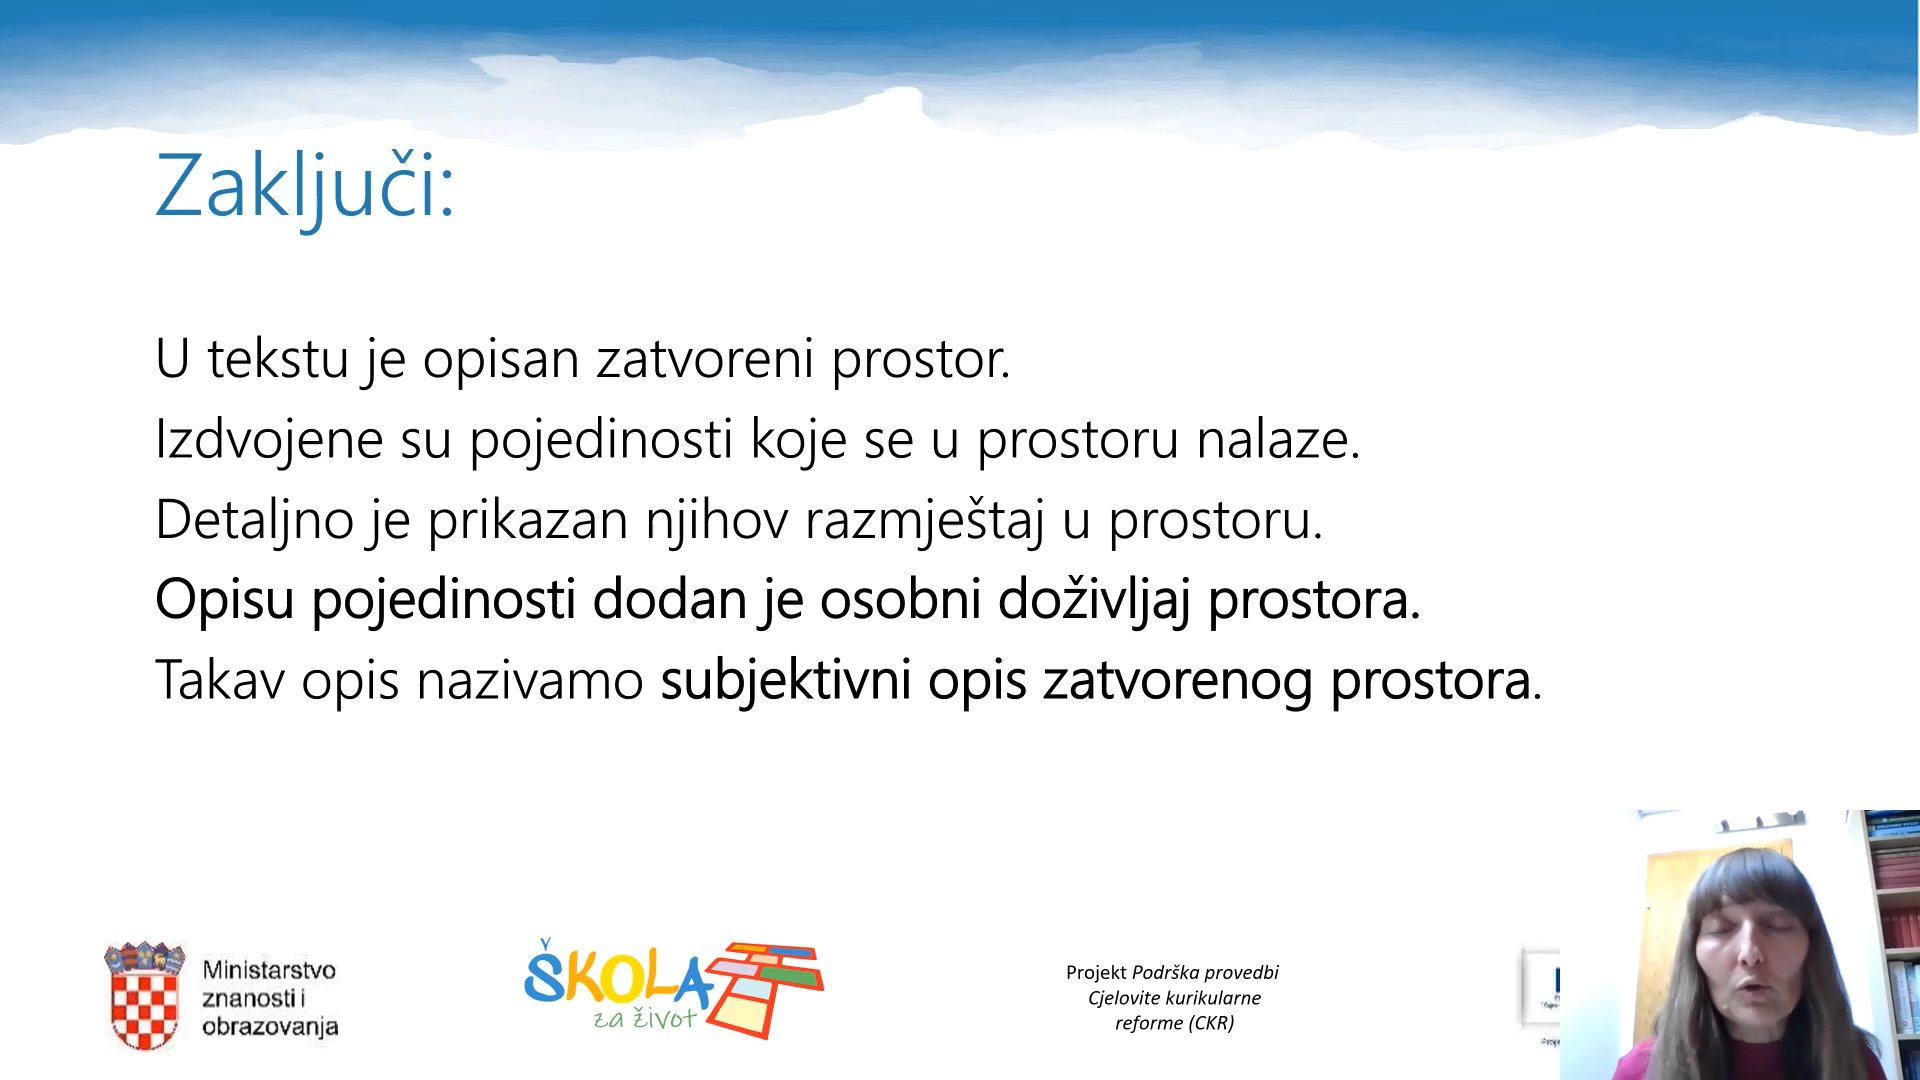 Zaključi:
U tekstu je opisan zatvoreni prostor.
Izdvojene su pojedinosti koje se u prostoru nalaze.
Detaljno je prikazan njihov razmještaj u prostoru.
Opisu pojedinosti dodan je osobni doživljaj prostora.
Takav opis nazivamo subjektivni opis zatvorenog prostora.
Ministarstvo
znanosti i
obrazovanja
ŠKOLA
za život
Projekt Podrška provedbi
Cjelovite kurikularne
reforme (CKR)